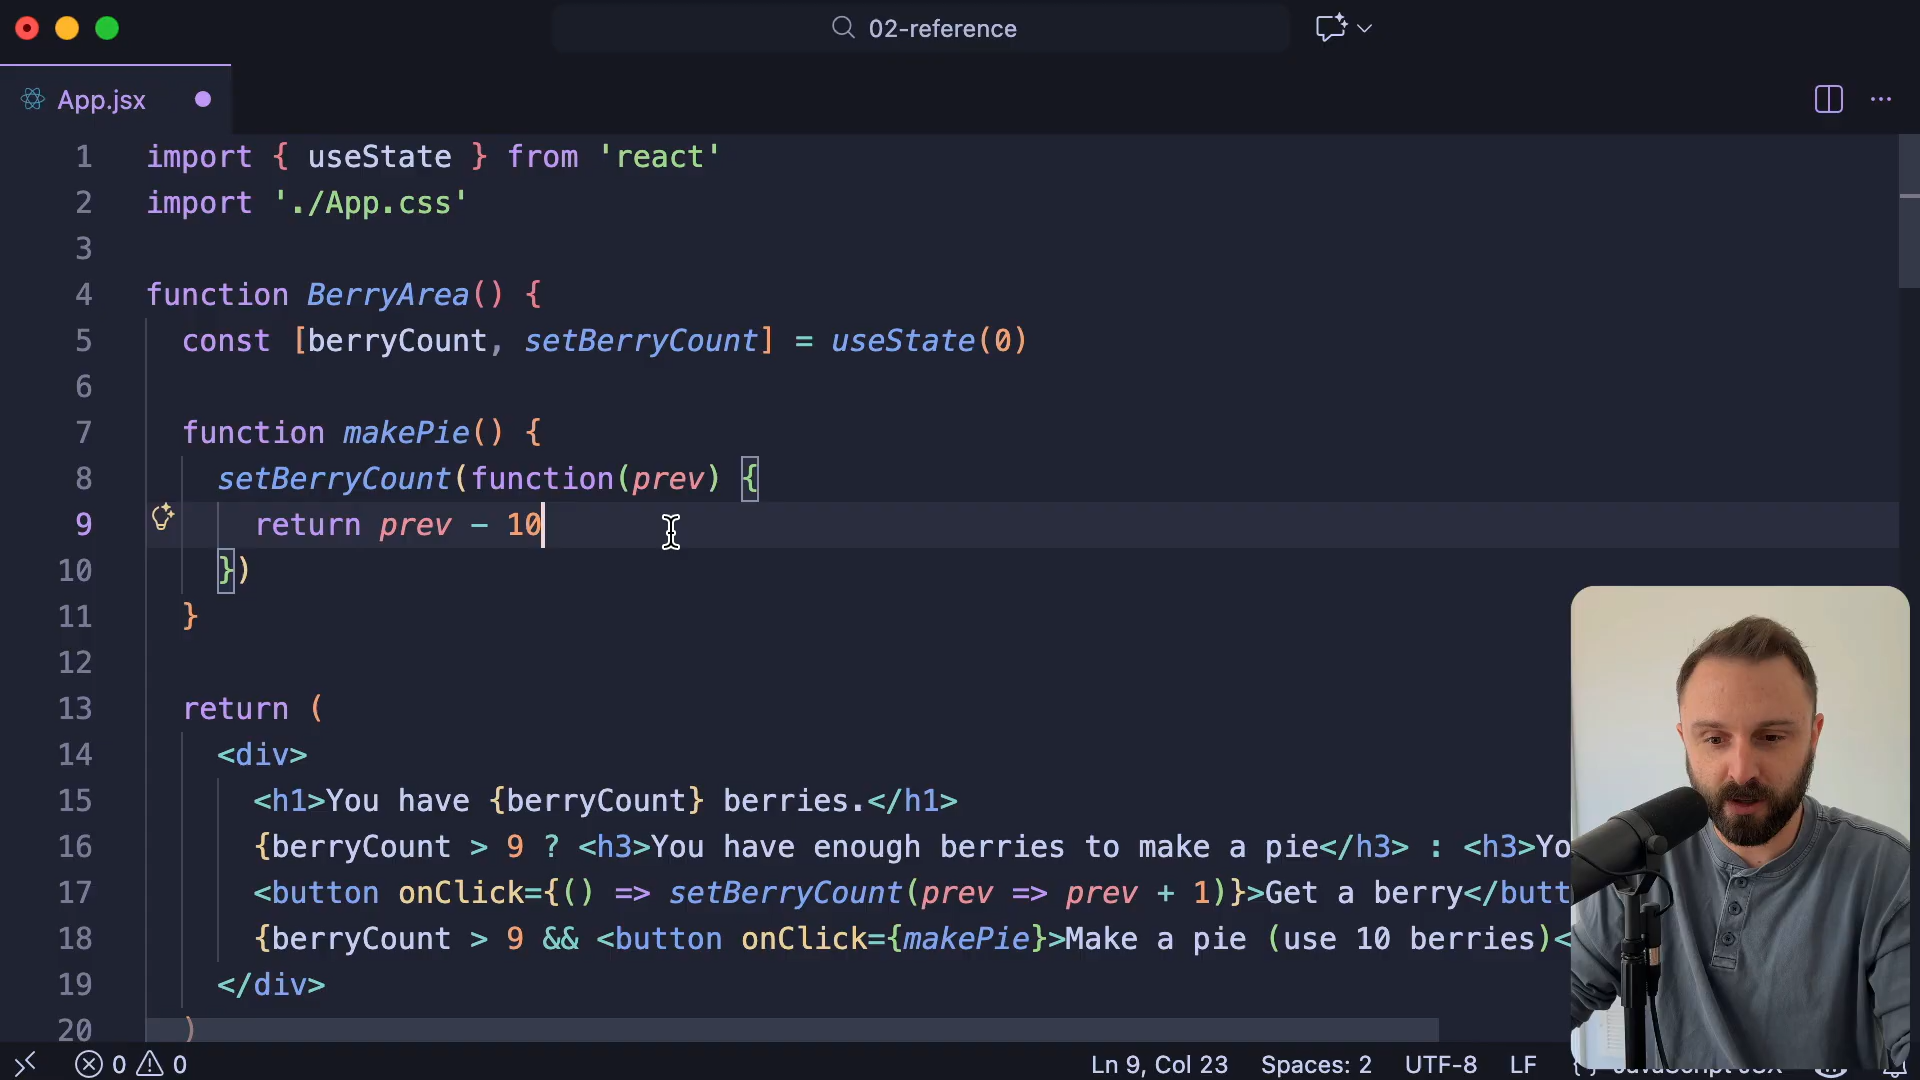 02-reference
App.jsx
1 import { useState } from 'react'
2 import './App.css'
3
4 function BerryArea() {
5 const [berryCount, setBerryCount] = useState(0)
6
7 function makePie() {
8 setBerryCount(function(prev) {
9 return prev - 10
10 })
11 }
12
13 return (
14 <div>
15 <h1>You have {berryCount} berries.</h1>
16 {berryCount > 9 ? <h3>You have enough berries to make a pie</h3> : <h3>Yo
17 <button onClick={() => setBerryCount(prev => prev + 1)}>Get a berry</butt
18 {berryCount > 9 && <button onClick={makePie}>Make a pie (use 10 berries)<
19 </div>
20 )
0 0 Ln 9, Col 23 Spaces: 2 UTF-8 LF { } JavaScript JSX